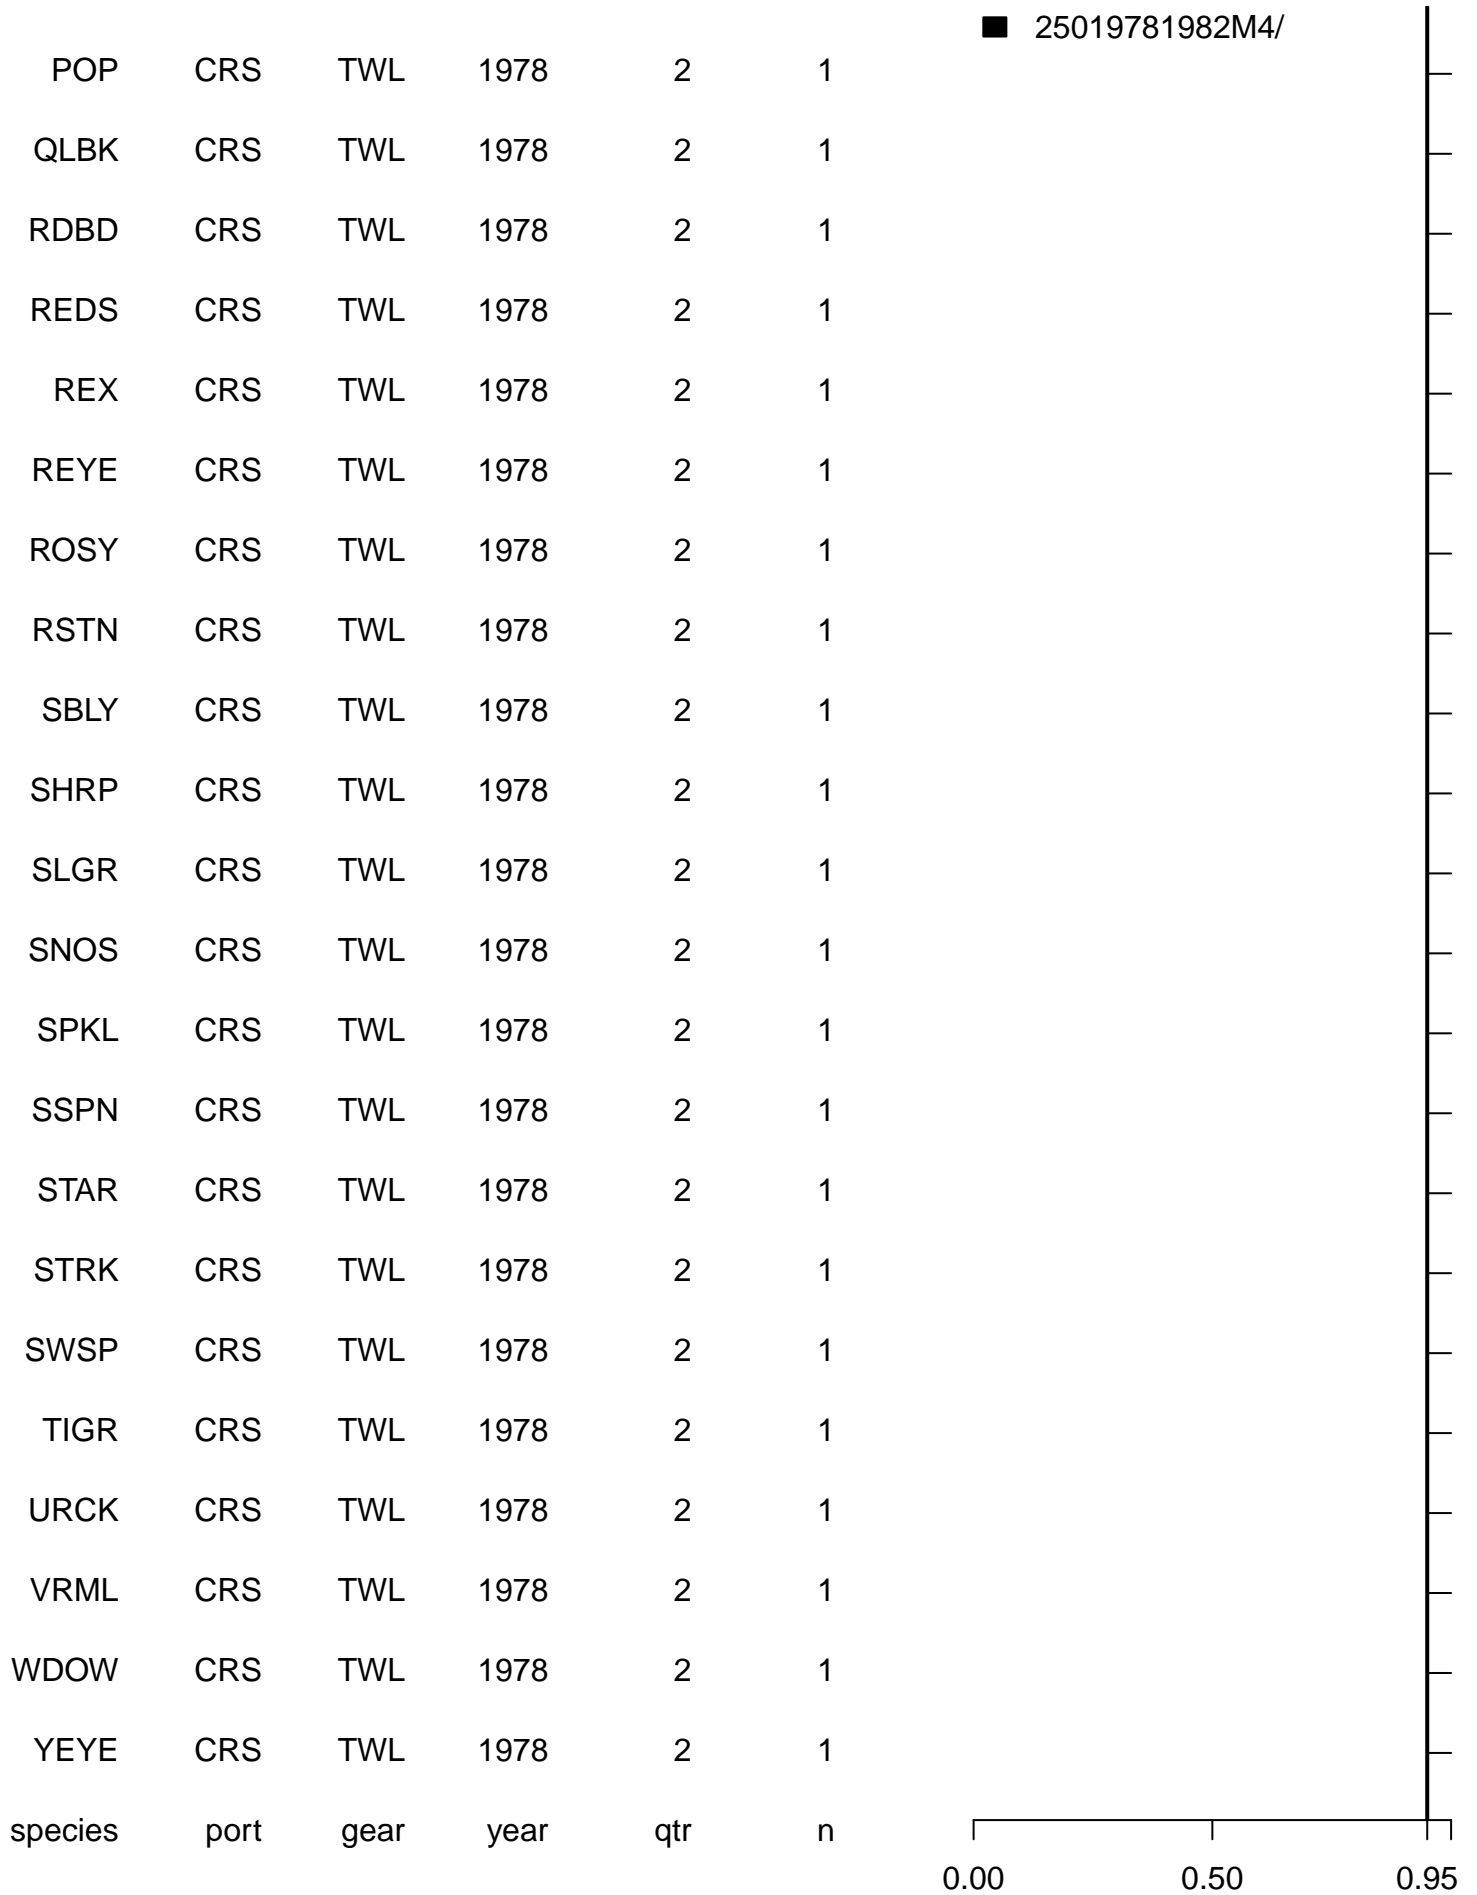 25019781982M4/
POP CRS TWL 1978 2 1
QLBK CRS TWL 1978 2 1
RDBD CRS TWL 1978 2 1
REDS CRS TWL 1978 2 1
REX CRS TWL 1978 2 1
REYE CRS TWL 1978 2 1
ROSY CRS TWL 1978 2 1
RSTN CRS TWL 1978 2 1
SBLY CRS TWL 1978 2 1
SHRP CRS TWL 1978 2 1
SLGR CRS TWL 1978 2 1
SNOS CRS TWL 1978 2 1
SPKL CRS TWL 1978 2 1
SSPN CRS TWL 1978 2 1
STAR CRS TWL 1978 2 1
STRK CRS TWL 1978 2 1
SWSP CRS TWL 1978 2 1
TIGR CRS TWL 1978 2 1
URCK CRS TWL 1978 2 1
VRML CRS TWL 1978 2 1
WDOW CRS TWL 1978 2 1
YEYE CRS TWL 1978 2 1
species port gear year qtr n
0.00 0.50 0.95